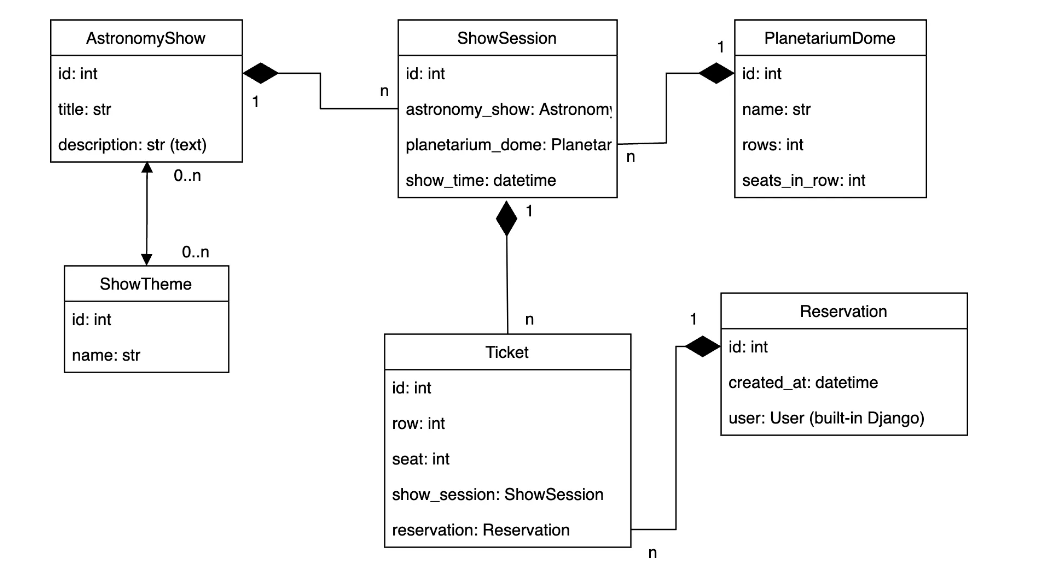 AstronomyShow
id: int
title: str
description: str (text)
1
n
ShowSession
id: int
astronomy_show: Astronomy
planetarium_dome: Planetar
show_time: datetime
1
n
PlanetariumDome
id: int
name: str
rows: int
seats_in_row: int
0..n
0..n
ShowTheme
id: int
name: str
1
n
Ticket
id: int
row: int
seat: int
show_session: ShowSession
reservation: Reservation
1
n
Reservation
id: int
created_at: datetime
user: User (built-in Django)